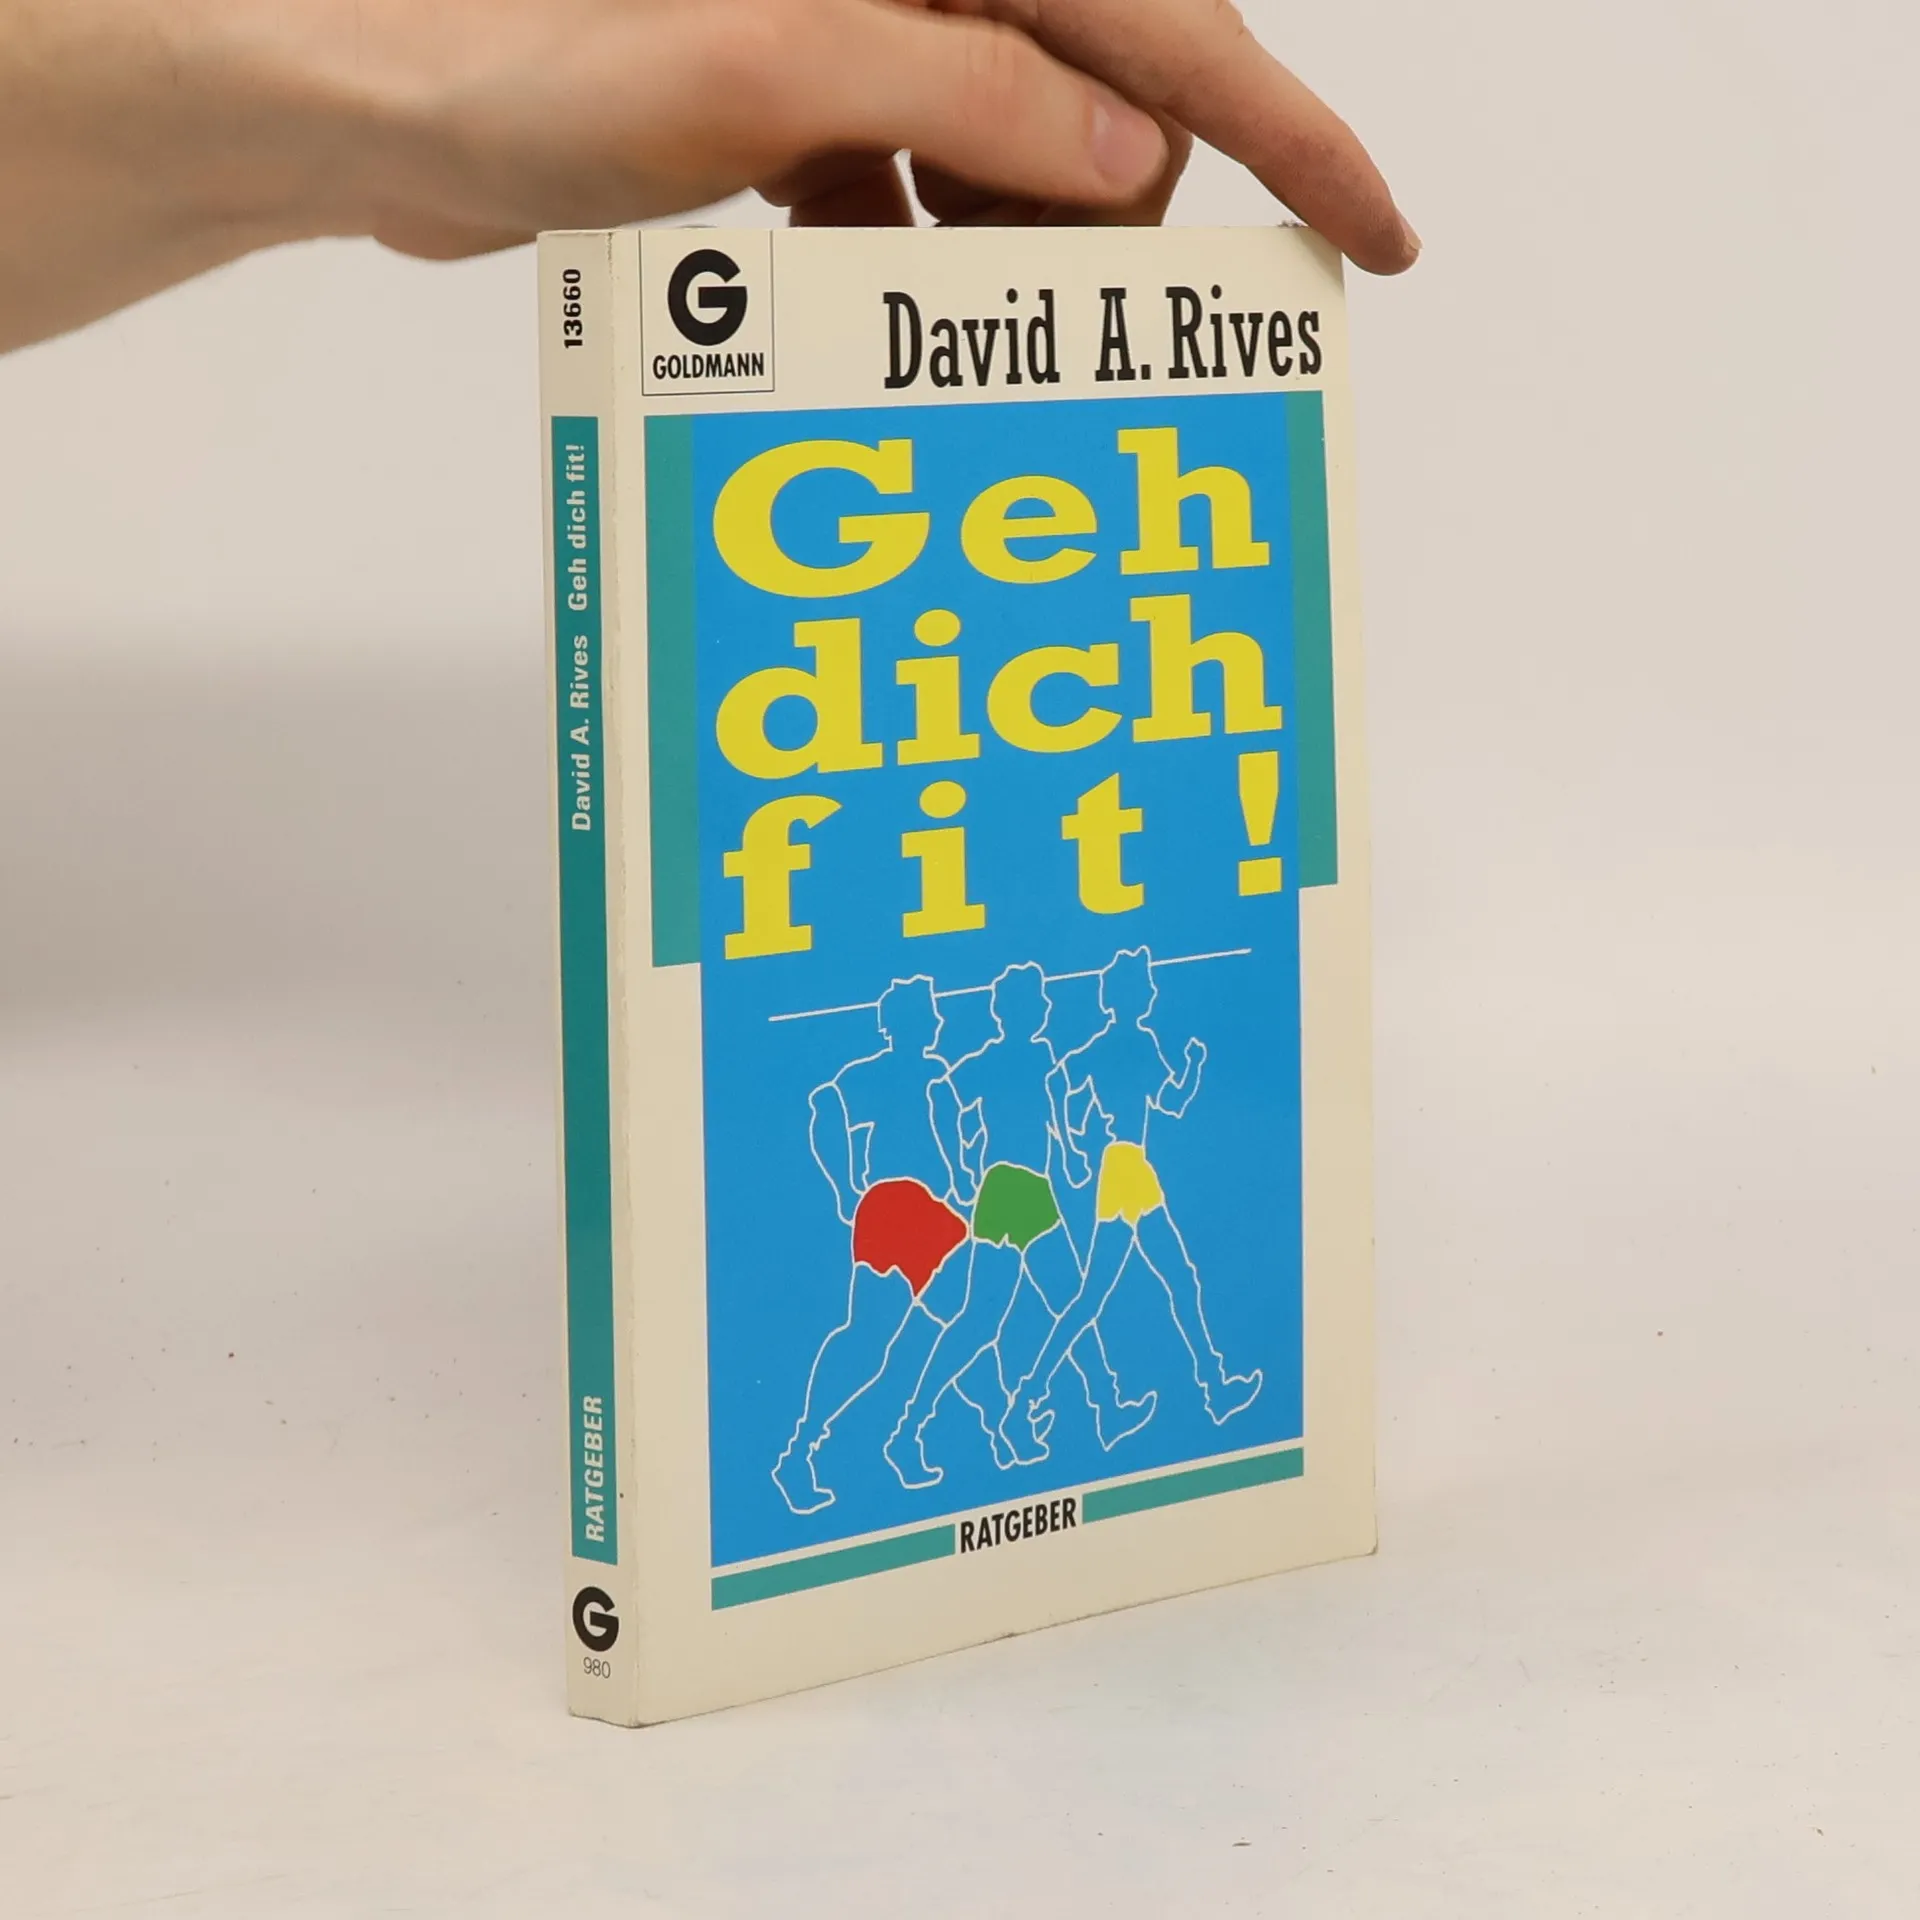 13660
David A. Rives Geh dich fit!
RATGEBER
G
980
G
GOLDMANN
David A. Rives
Geh
dich
fit!
RATGEBER